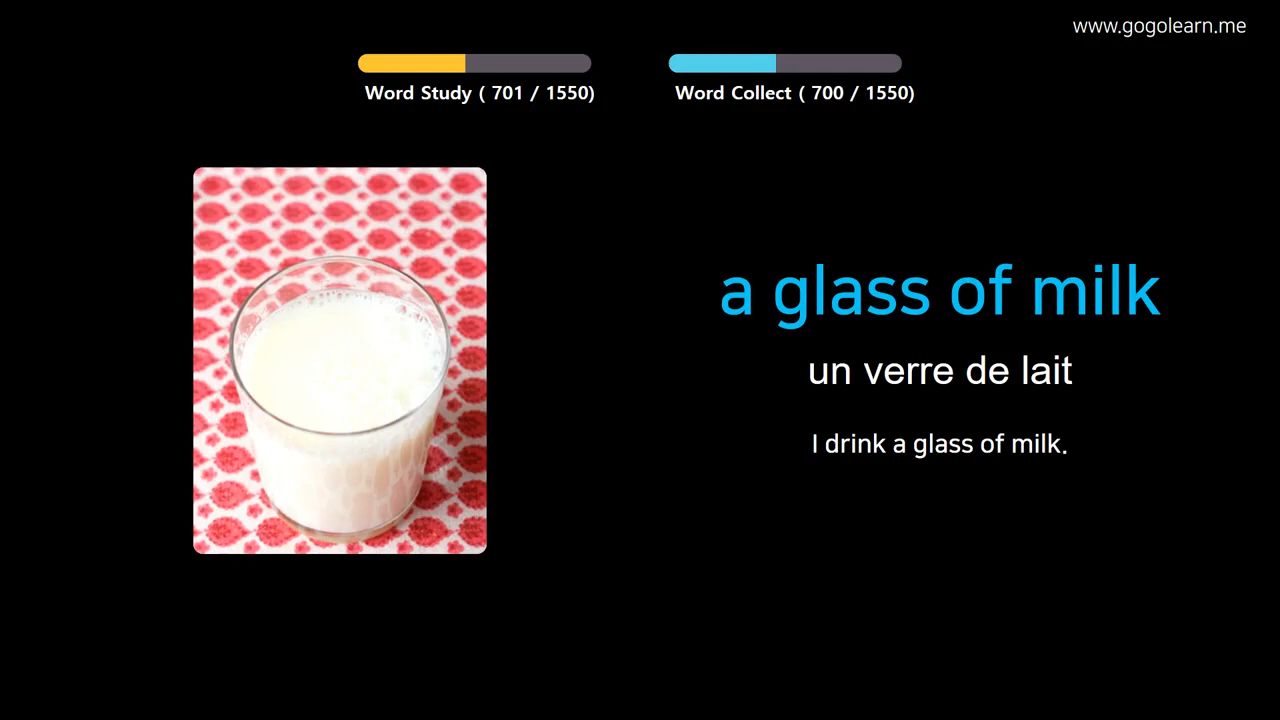 www.gogolearn.me
Word Study ( 701 / 1550)
Word Collect ( 700 / 1550)
a glass of milk
un verre de lait
I drink a glass of milk.